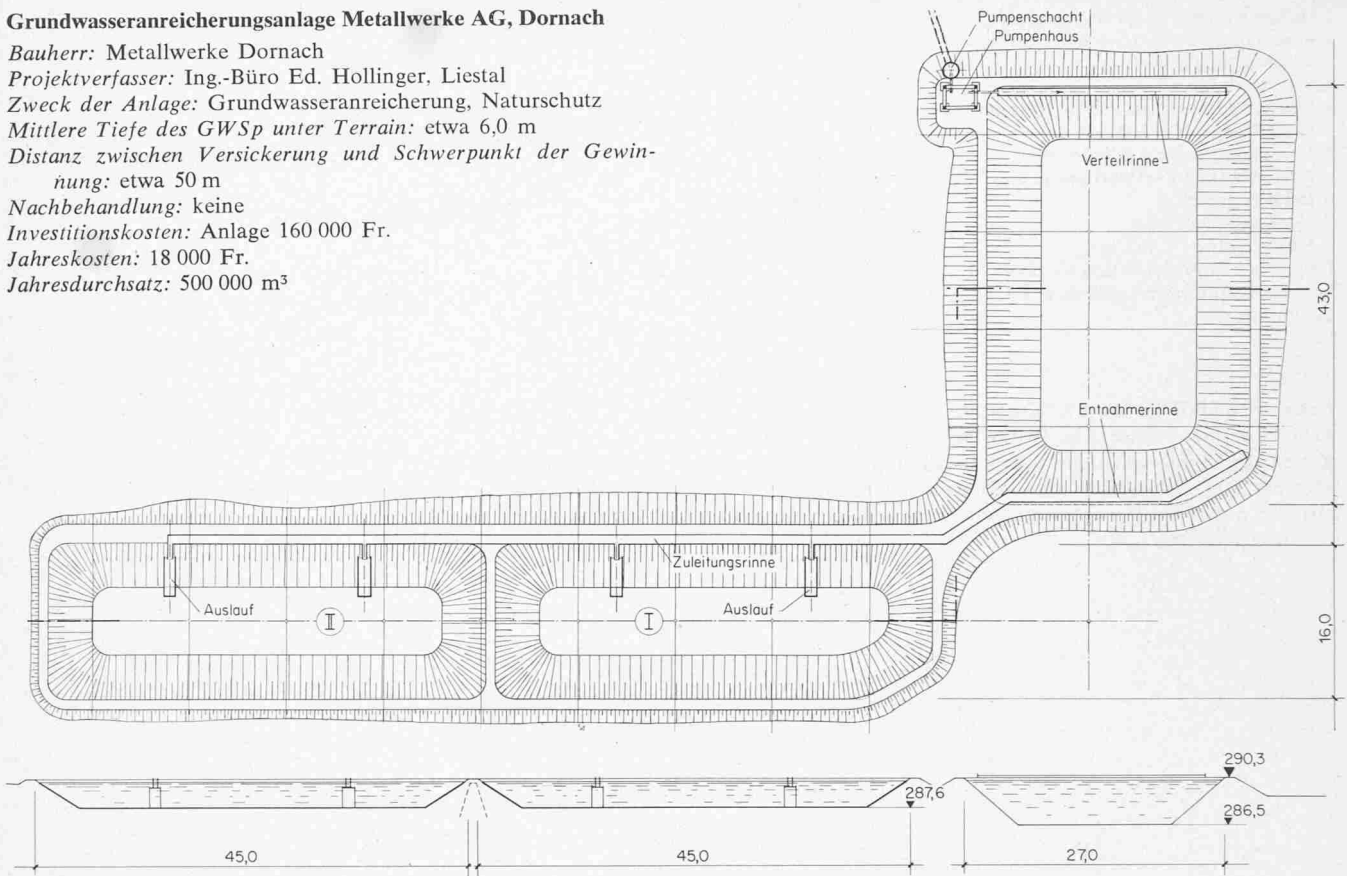 Grundwasseranreicherungsanlage Metallwerke AG, Dornach
Bauherr: Metallwerke Dornach
Projektverfasser: Ing.-Büro Ed. Hollinger, Liestal
Zweck der Anlage: Grundwasseranreicherung, Naturschutz
Mittlere Tiefe des GWSp unter Terrain: etwa 6,0 m
Distanz zwischen Versickerung und Schwerpunkt der Gewin-
nung: etwa 50 m
Nachbehandlung: keine
Investitionskosten: Anlage 160 000 Fr.
Jahreskosten: 18 000 Fr.
Jahresdurchsatz: 500 000 m³
Pumpenschacht
Pumpenhaus
Verteilrinne
43,0
Entnahmerinne
Zuleitungsrinne
Auslauf
II
I
Auslauf
16,0
290,3
287,6
286,5
45,0
45,0
27,0